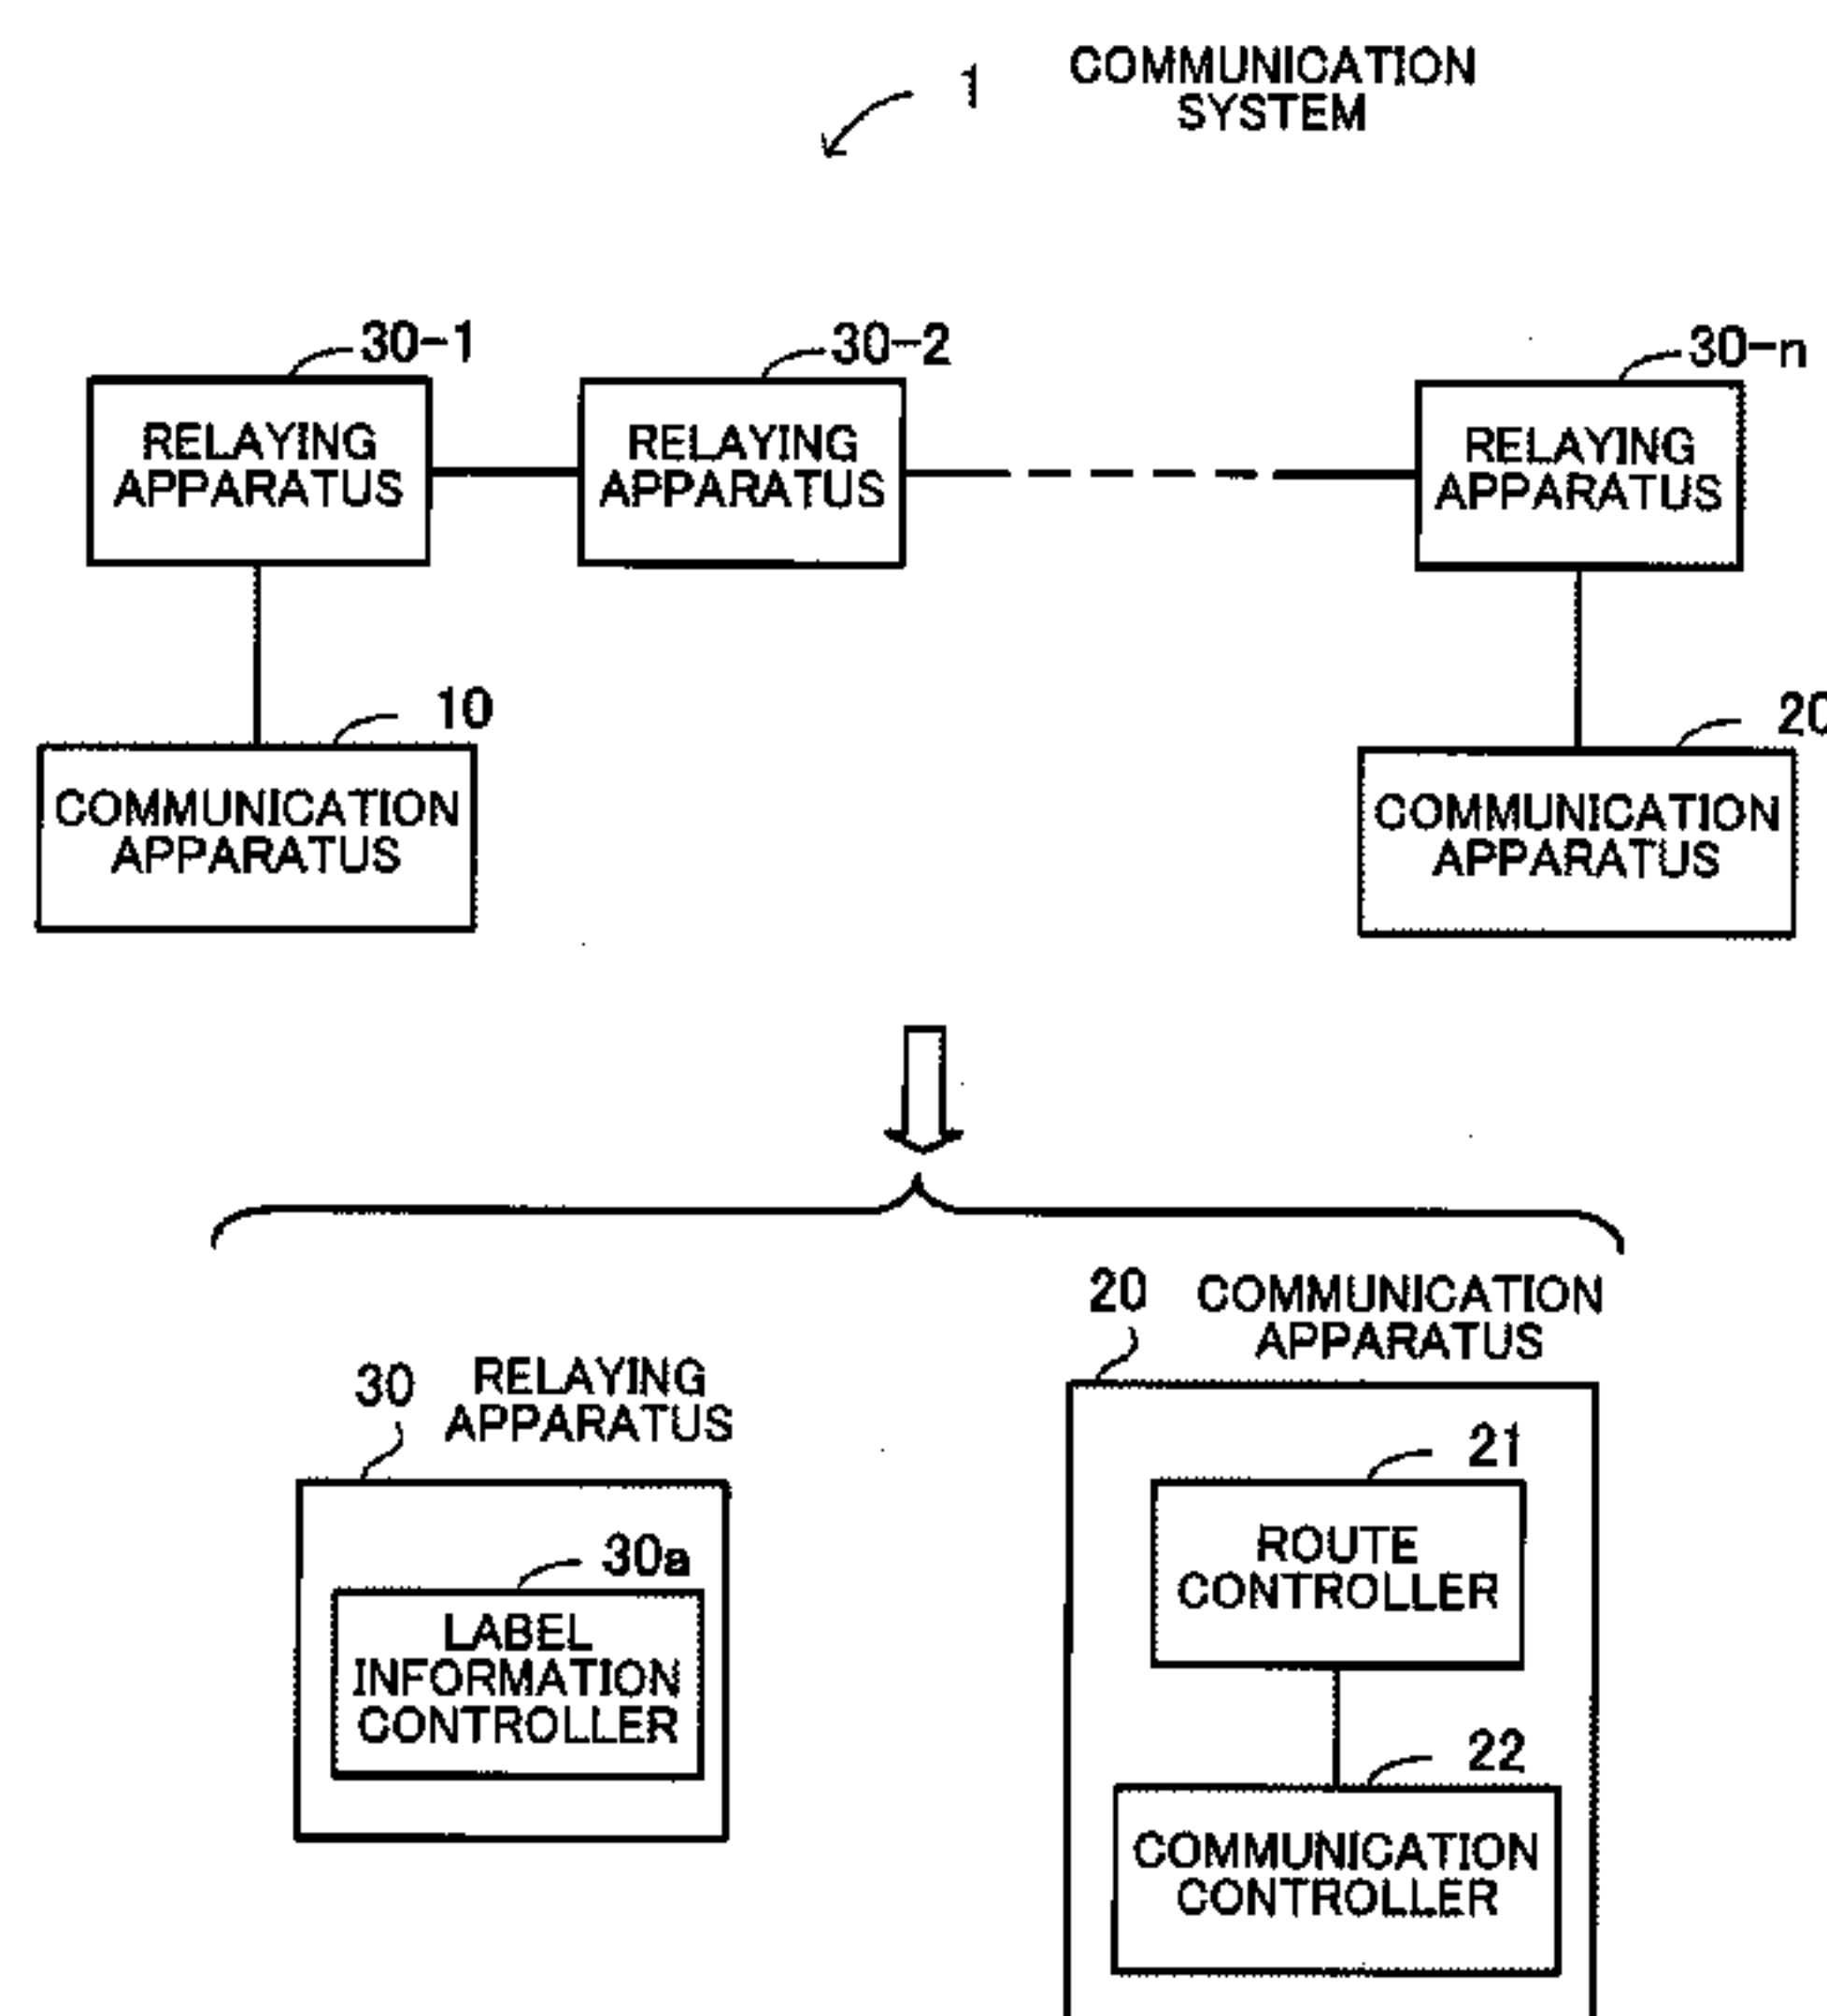 1
COMMUNICATION
SYSTEM
30-1
30-2
30-n
RELAYING
APPARATUS
RELAYING
APPARATUS
RELAYING
APPARATUS
10
20
COMMUNICATION
APPARATUS
COMMUNICATION
APPARATUS
30
RELAYING
APPARATUS
30a
LABEL
INFORMATION
CONTROLLER
20
COMMUNICATION
APPARATUS
21
ROUTE
CONTROLLER
22
COMMUNICATION
CONTROLLER